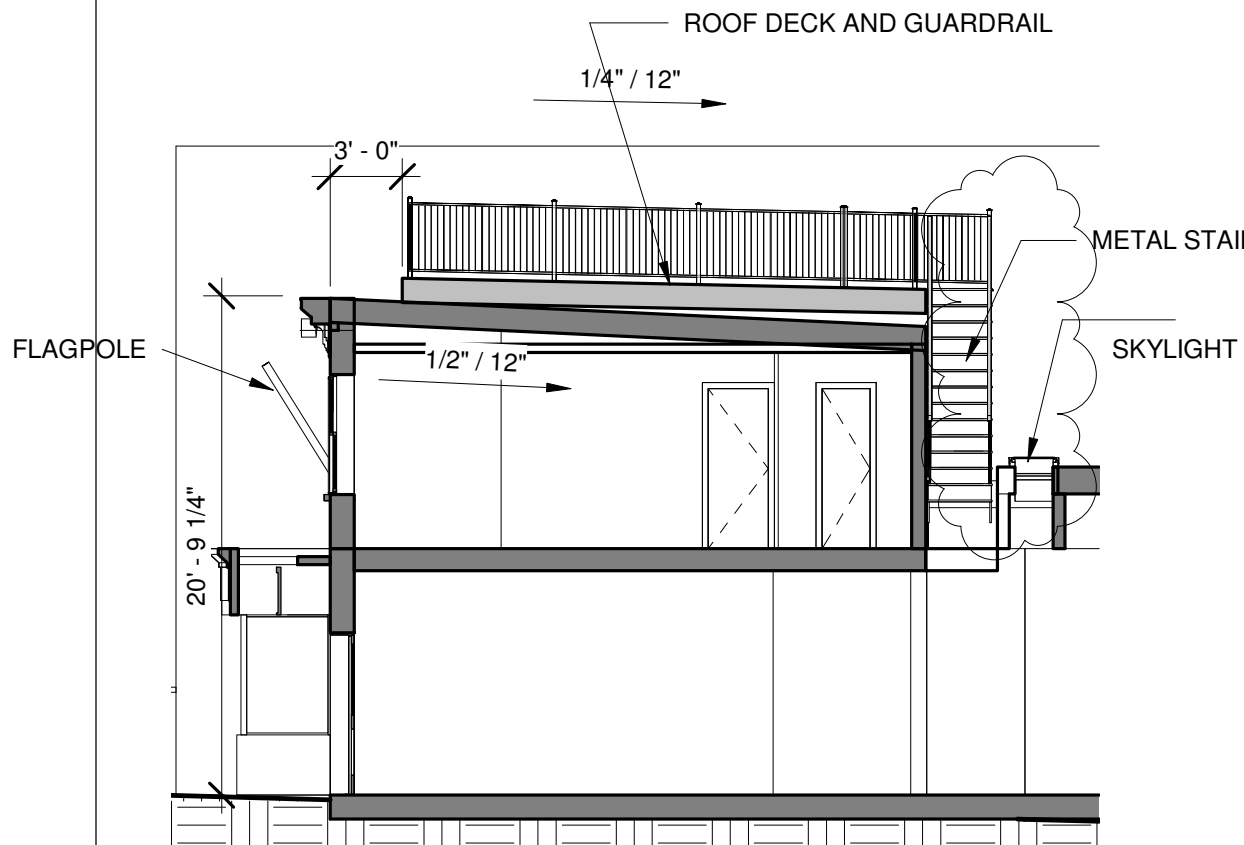 ROOF DECK AND GUARDRAIL
1/4" / 12"
3' - 0"
METAL STAI
FLAGPOLE
1/2" / 12"
SKYLIGHT
20' - 9 1/4"